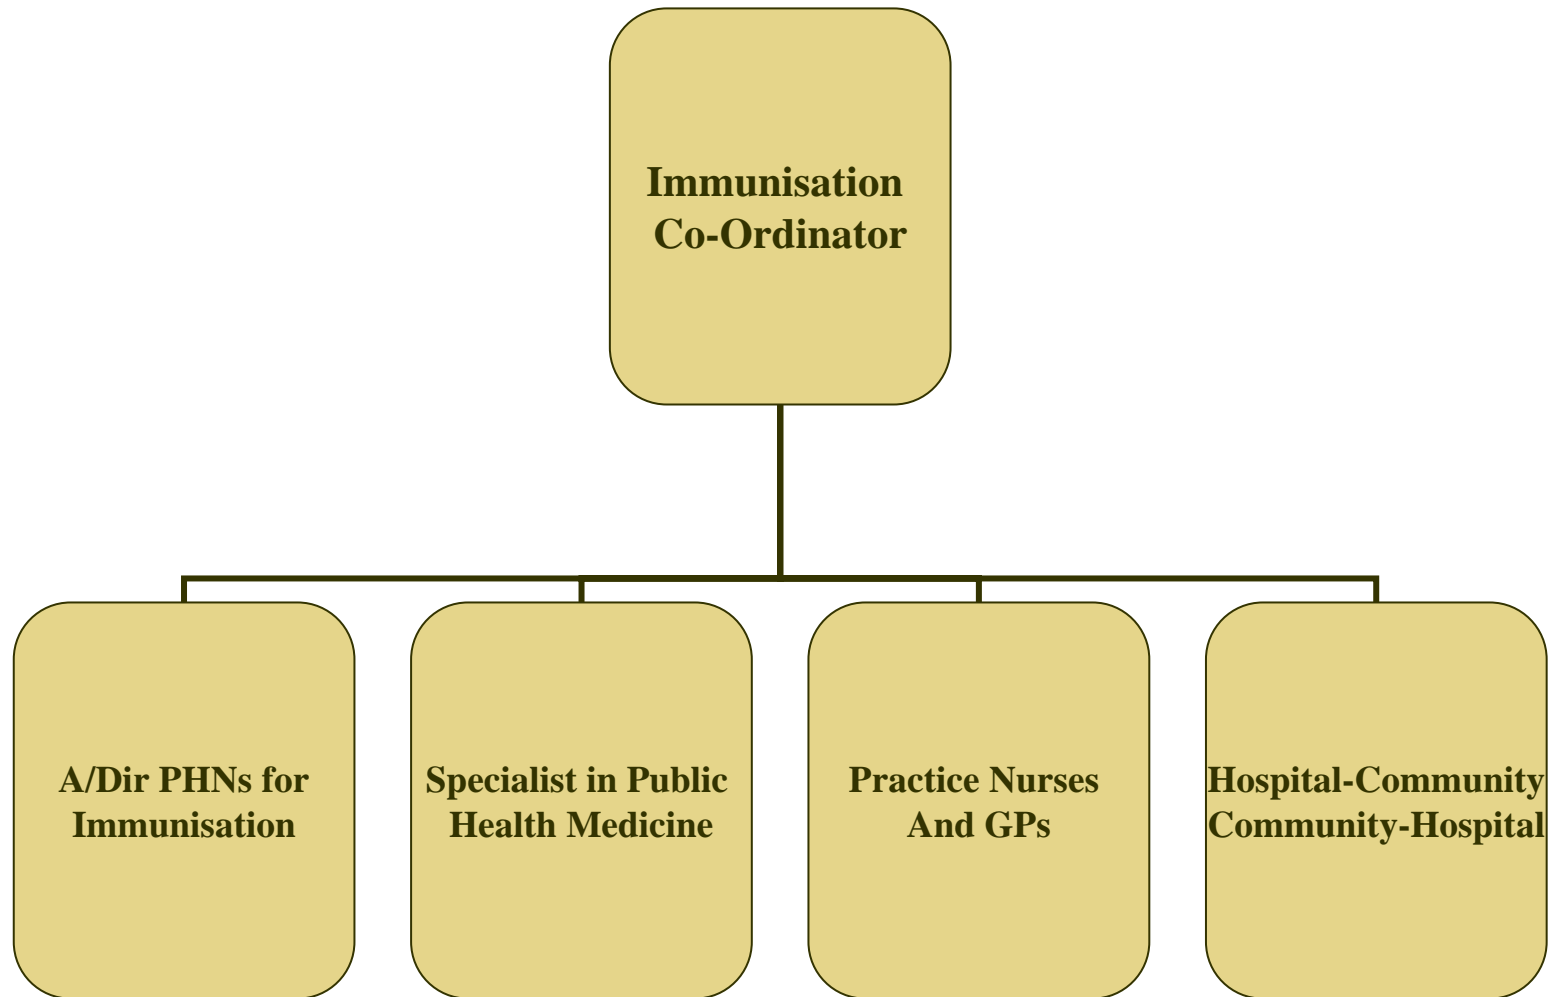 Immunisation
Co-Ordinator
A/Dir PHNs for
Immunisation
Specialist in Public
Health Medicine
Practice Nurses
And GPs
Hospital-Community
Community-Hospital